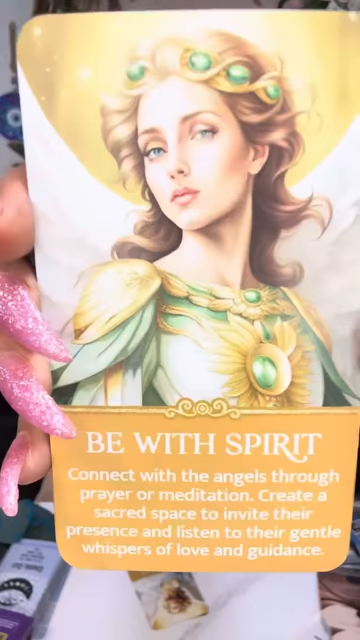 BE WITH SPIRIT
Connect with the angels through
prayer or meditation. Create a
sacred space to invite their
presence and listen to their gentle
whispers of love and guidance.